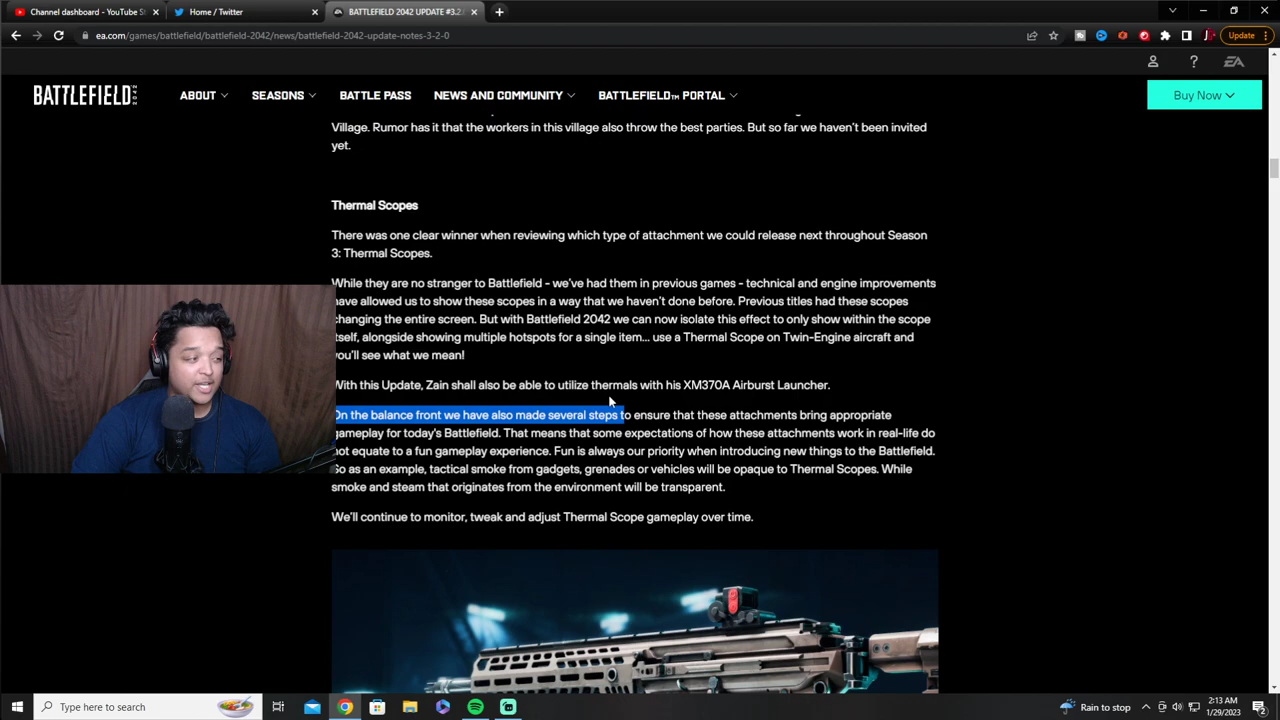 Channel dashboard - YouTube St
Home / Twitter
BATTLEFIELD 2042 UPDATE #3.2.
ea.com/games/battlefield/battlefield-2042/news/battlefield-2042-update-notes-3-2-0
Update
EA
BATTLEFIELD ABOUT SEASONS BATTLE PASS NEWS AND COMMUNITY BATTLEFIELD™ PORTAL Buy Now
Village. Rumor has it that the workers in this village also throw the best parties. But so far we haven't been invited
yet.
Thermal Scopes
There was one clear winner when reviewing which type of attachment we could release next throughout Season
3: Thermal Scopes.
While they are no stranger to Battlefield - we've had them in previous games - technical and engine improvements
have allowed us to show these scopes in a way that we haven't done before. Previous titles had these scopes
changing the entire screen. But with Battlefield 2042 we can now isolate this effect to only show within the scope
itself, alongside showing multiple hotspots for a single item... use a Thermal Scope on Twin-Engine aircraft and
you'll see what we mean!
With this Update, Zain shall also be able to utilize thermals with his XM370A Airburst Launcher.
On the balance front we have also made several steps to ensure that these attachments bring appropriate
gameplay for today's Battlefield. That means that some expectations of how these attachments work in real-life do
not equate to a fun gameplay experience. Fun is always our priority when introducing new things to the Battlefield.
So as an example, tactical smoke from gadgets, grenades or vehicles will be opaque to Thermal Scopes. While
smoke and steam that originates from the environment will be transparent.
We'll continue to monitor, tweak and adjust Thermal Scope gameplay over time.
Type here to search
Rain to stop
2:13 AM
1/29/2023
2